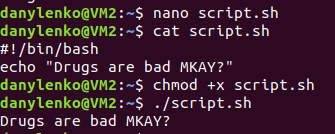 danylenko@VM2:~$ nano script.sh
danylenko@VM2:~$ cat script.sh
#!/bin/bash
echo "Drugs are bad MKAY?"
danylenko@VM2:~$ chmod +x script.sh
danylenko@VM2:~$ ./script.sh
Drugs are bad MKAY?
danylenko@VM2:~$